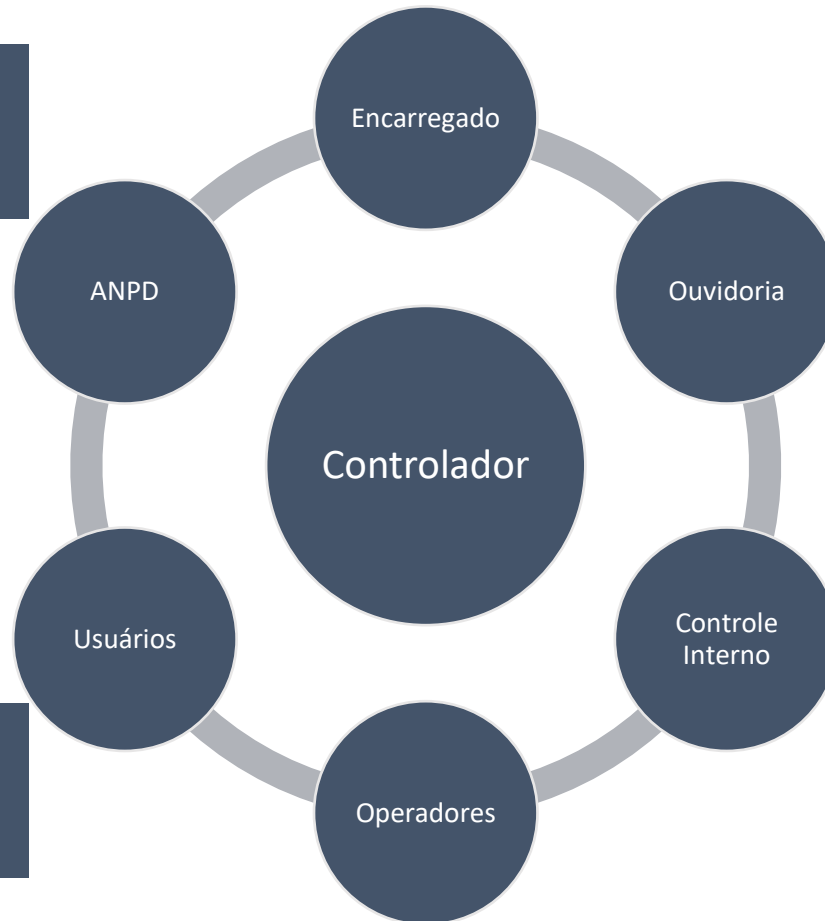 Encarregado
ANPD
Ouvidoria
Controlador
Usuários
Controle
Interno
Operadores